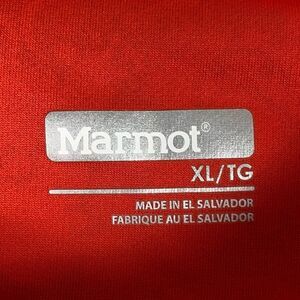 Marmot®
XL/TG
MADE IN EL SALVADOR
FABRIQUE AU EL SALVADOR